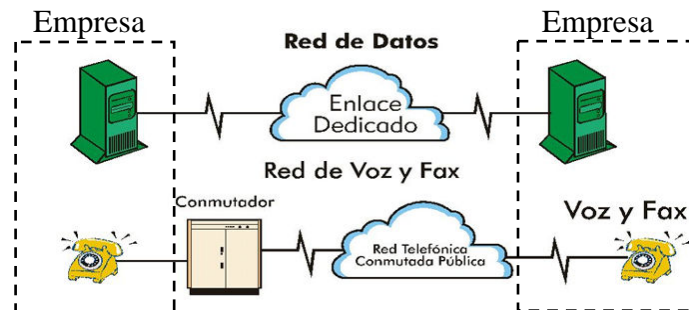 Empresa
Empresa
Red de Datos
Enlace
Dedicado
Red de Voz y Fax
Conmutador
Voz y Fax
Red Telefónica
Conmutada Pública